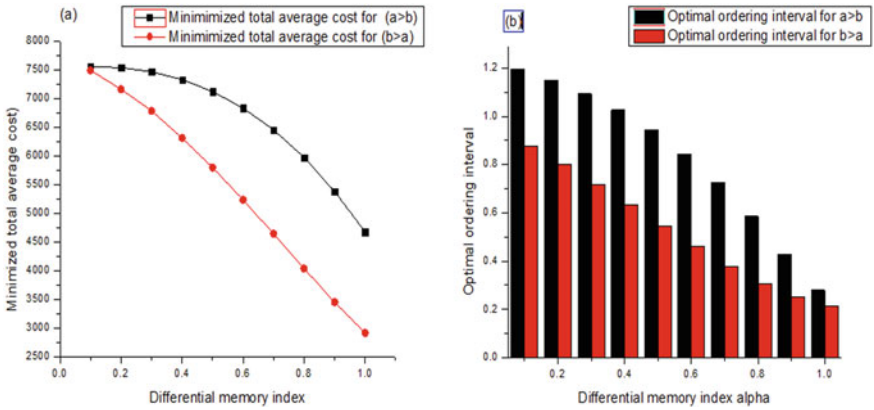 (a)
Minimimized total average cost for (a>b)
Minimimized total average cost for (b>a)
8000
7500
7000
6500
6000
5500
5000
4500
4000
3500
3000
2500
Minimized total average cost)
0.0 0.2 0.4 0.6 0.8 1.0
Differential memory index
(b)
Optimal ordering interval for a>b
Optimal ordering interval for b>a
1.2
1.0
0.8
0.6
0.4
0.2
0.0
Optimal ordering interval
0.2 0.4 0.6 0.8 1.0
Differential memory index alpha